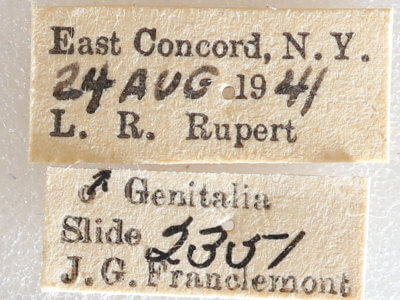 East Concord, N. Y.
24 AUG 1941
L. R. Rupert
♂ Genitalia
Slide 2351
J. G. Franclemont